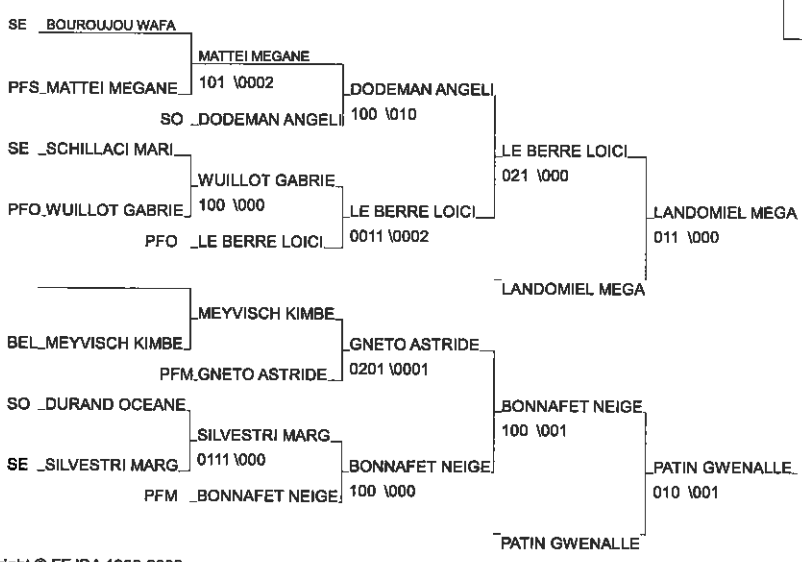 SE BOUROUJOU WAFA
MATTEI MEGANE
PFS MATTEI MEGANE 101 \0002 DODEMAN ANGELI
SO DODEMAN ANGELI 100 \010
SE SCHILLACI MARI LE BERRE LOICI
WUILLOT GABRIE 021 \000
PFO WUILLOT GABRIE 100 \000 LE BERRE LOICI LANDOMIEL MEGA
PFO LE BERRE LOICI 0011 \0002 011 \000
LANDOMIEL MEGA
MEYVISCH KIMBE
BEL MEYVISCH KIMBE GNETO ASTRIDE
PFM GNETO ASTRIDE 0201 \0001
SO DURAND OCEANE BONNAFET NEIGE
SILVESTRI MARG 100 \001
SE SILVESTRI MARG 0111 \000 BONNAFET NEIGE PATIN GWENALLE
PFM BONNAFET NEIGE 100 \000 010 \001
PATIN GWENALLE